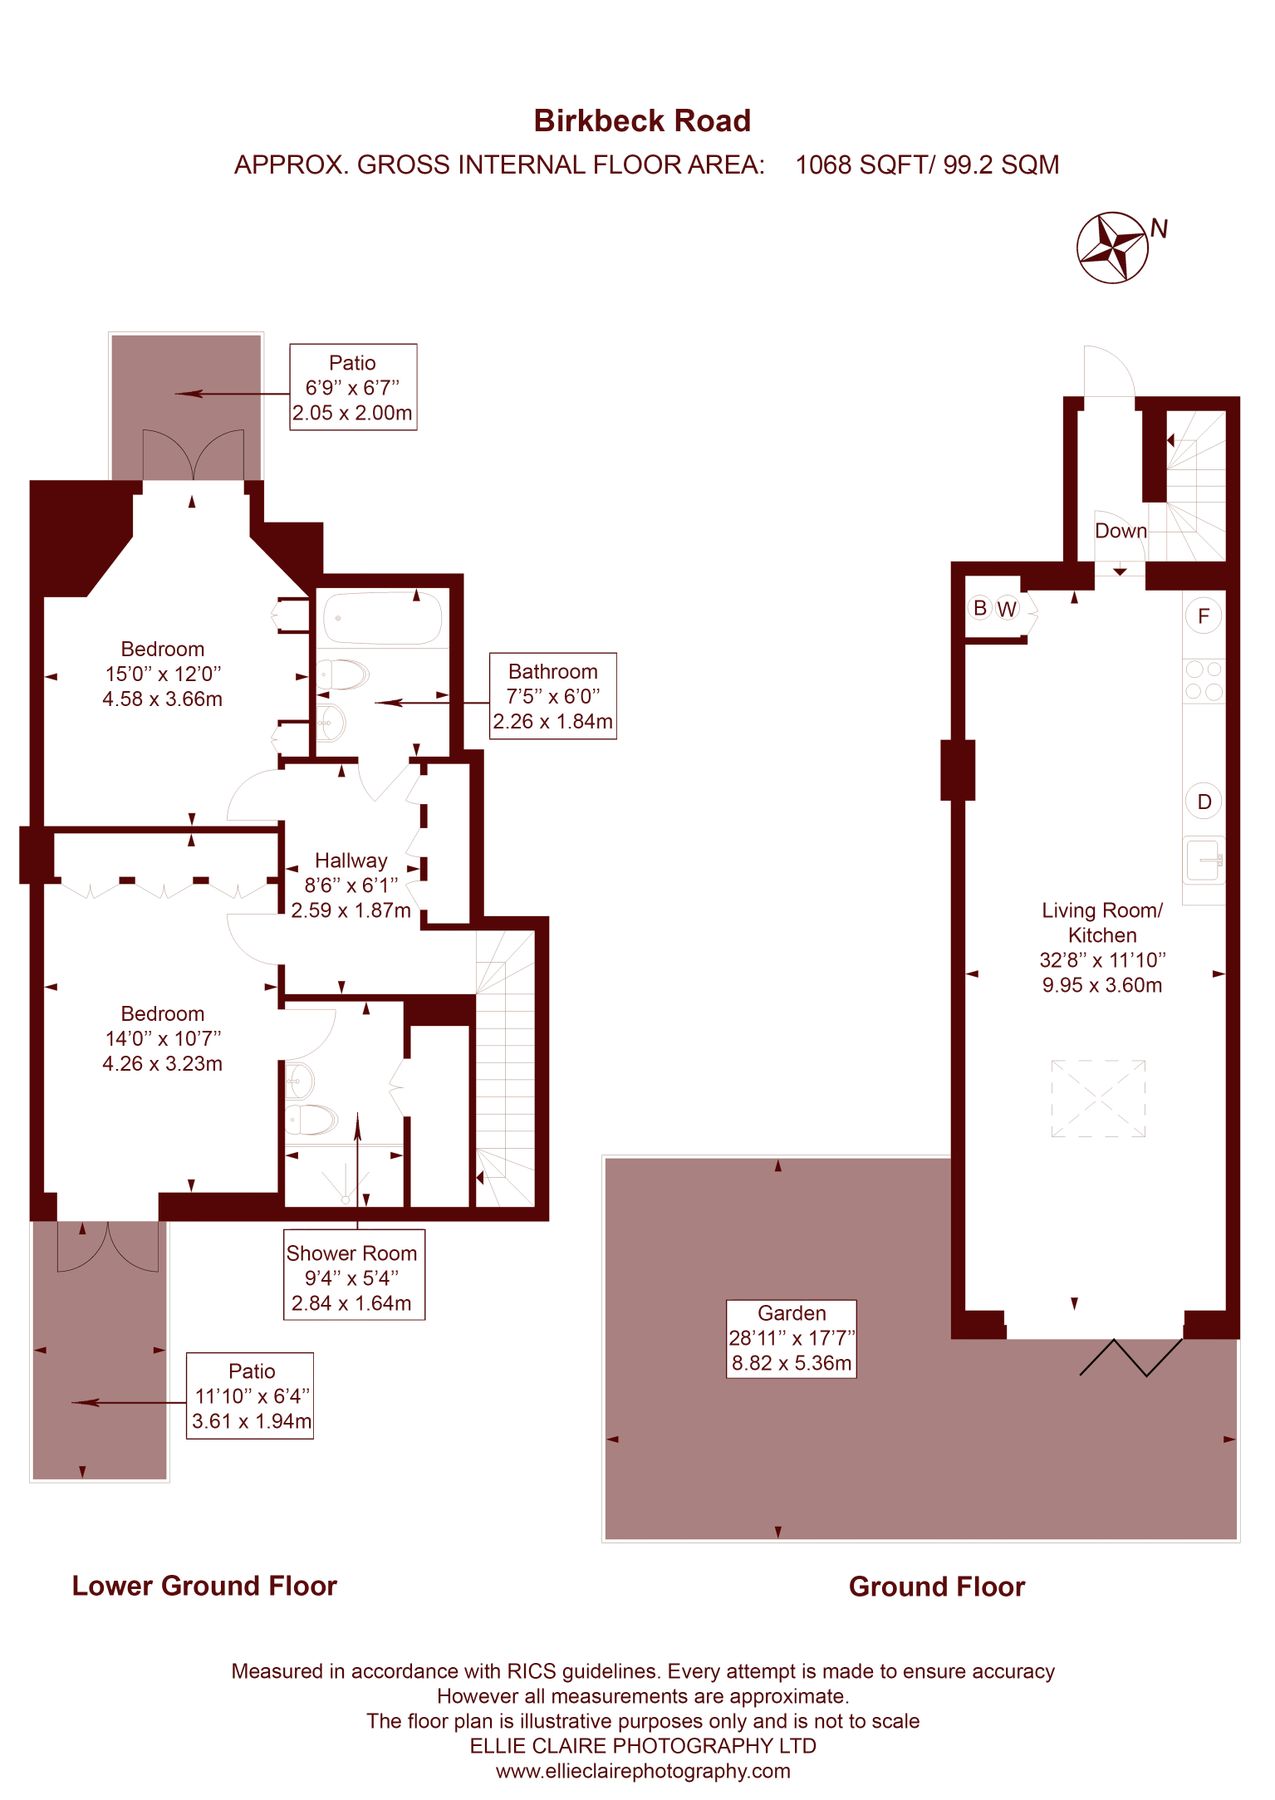 Birkbeck Road
APPROX. GROSS INTERNAL FLOOR AREA: 1068 SQFT/ 99.2 SQM
N
Patio
6'9'' x 6'7''
2.05 x 2.00m
Down
Bedroom
15'0'' x 12'0''
4.58 x 3.66m
Bathroom
7'5'' x 6'0''
2.26 x 1.84m
B W
F
D
Hallway
8'6'' x 6'1''
2.59 x 1.87m
Living Room/
Kitchen
32'8'' x 11'10''
9.95 x 3.60m
Bedroom
14'0'' x 10'7''
4.26 x 3.23m
Shower Room
9'4'' x 5'4''
2.84 x 1.64m
Garden
28'11'' x 17'7''
8.82 x 5.36m
Patio
11'10'' x 6'4''
3.61 x 1.94m
Lower Ground Floor
Ground Floor
Measured in accordance with RICS guidelines. Every attempt is made to ensure accuracy
However all measurements are approximate.
The floor plan is illustrative purposes only and is not to scale
ELLIE CLAIRE PHOTOGRAPHY LTD
www.ellieclairephotography.com